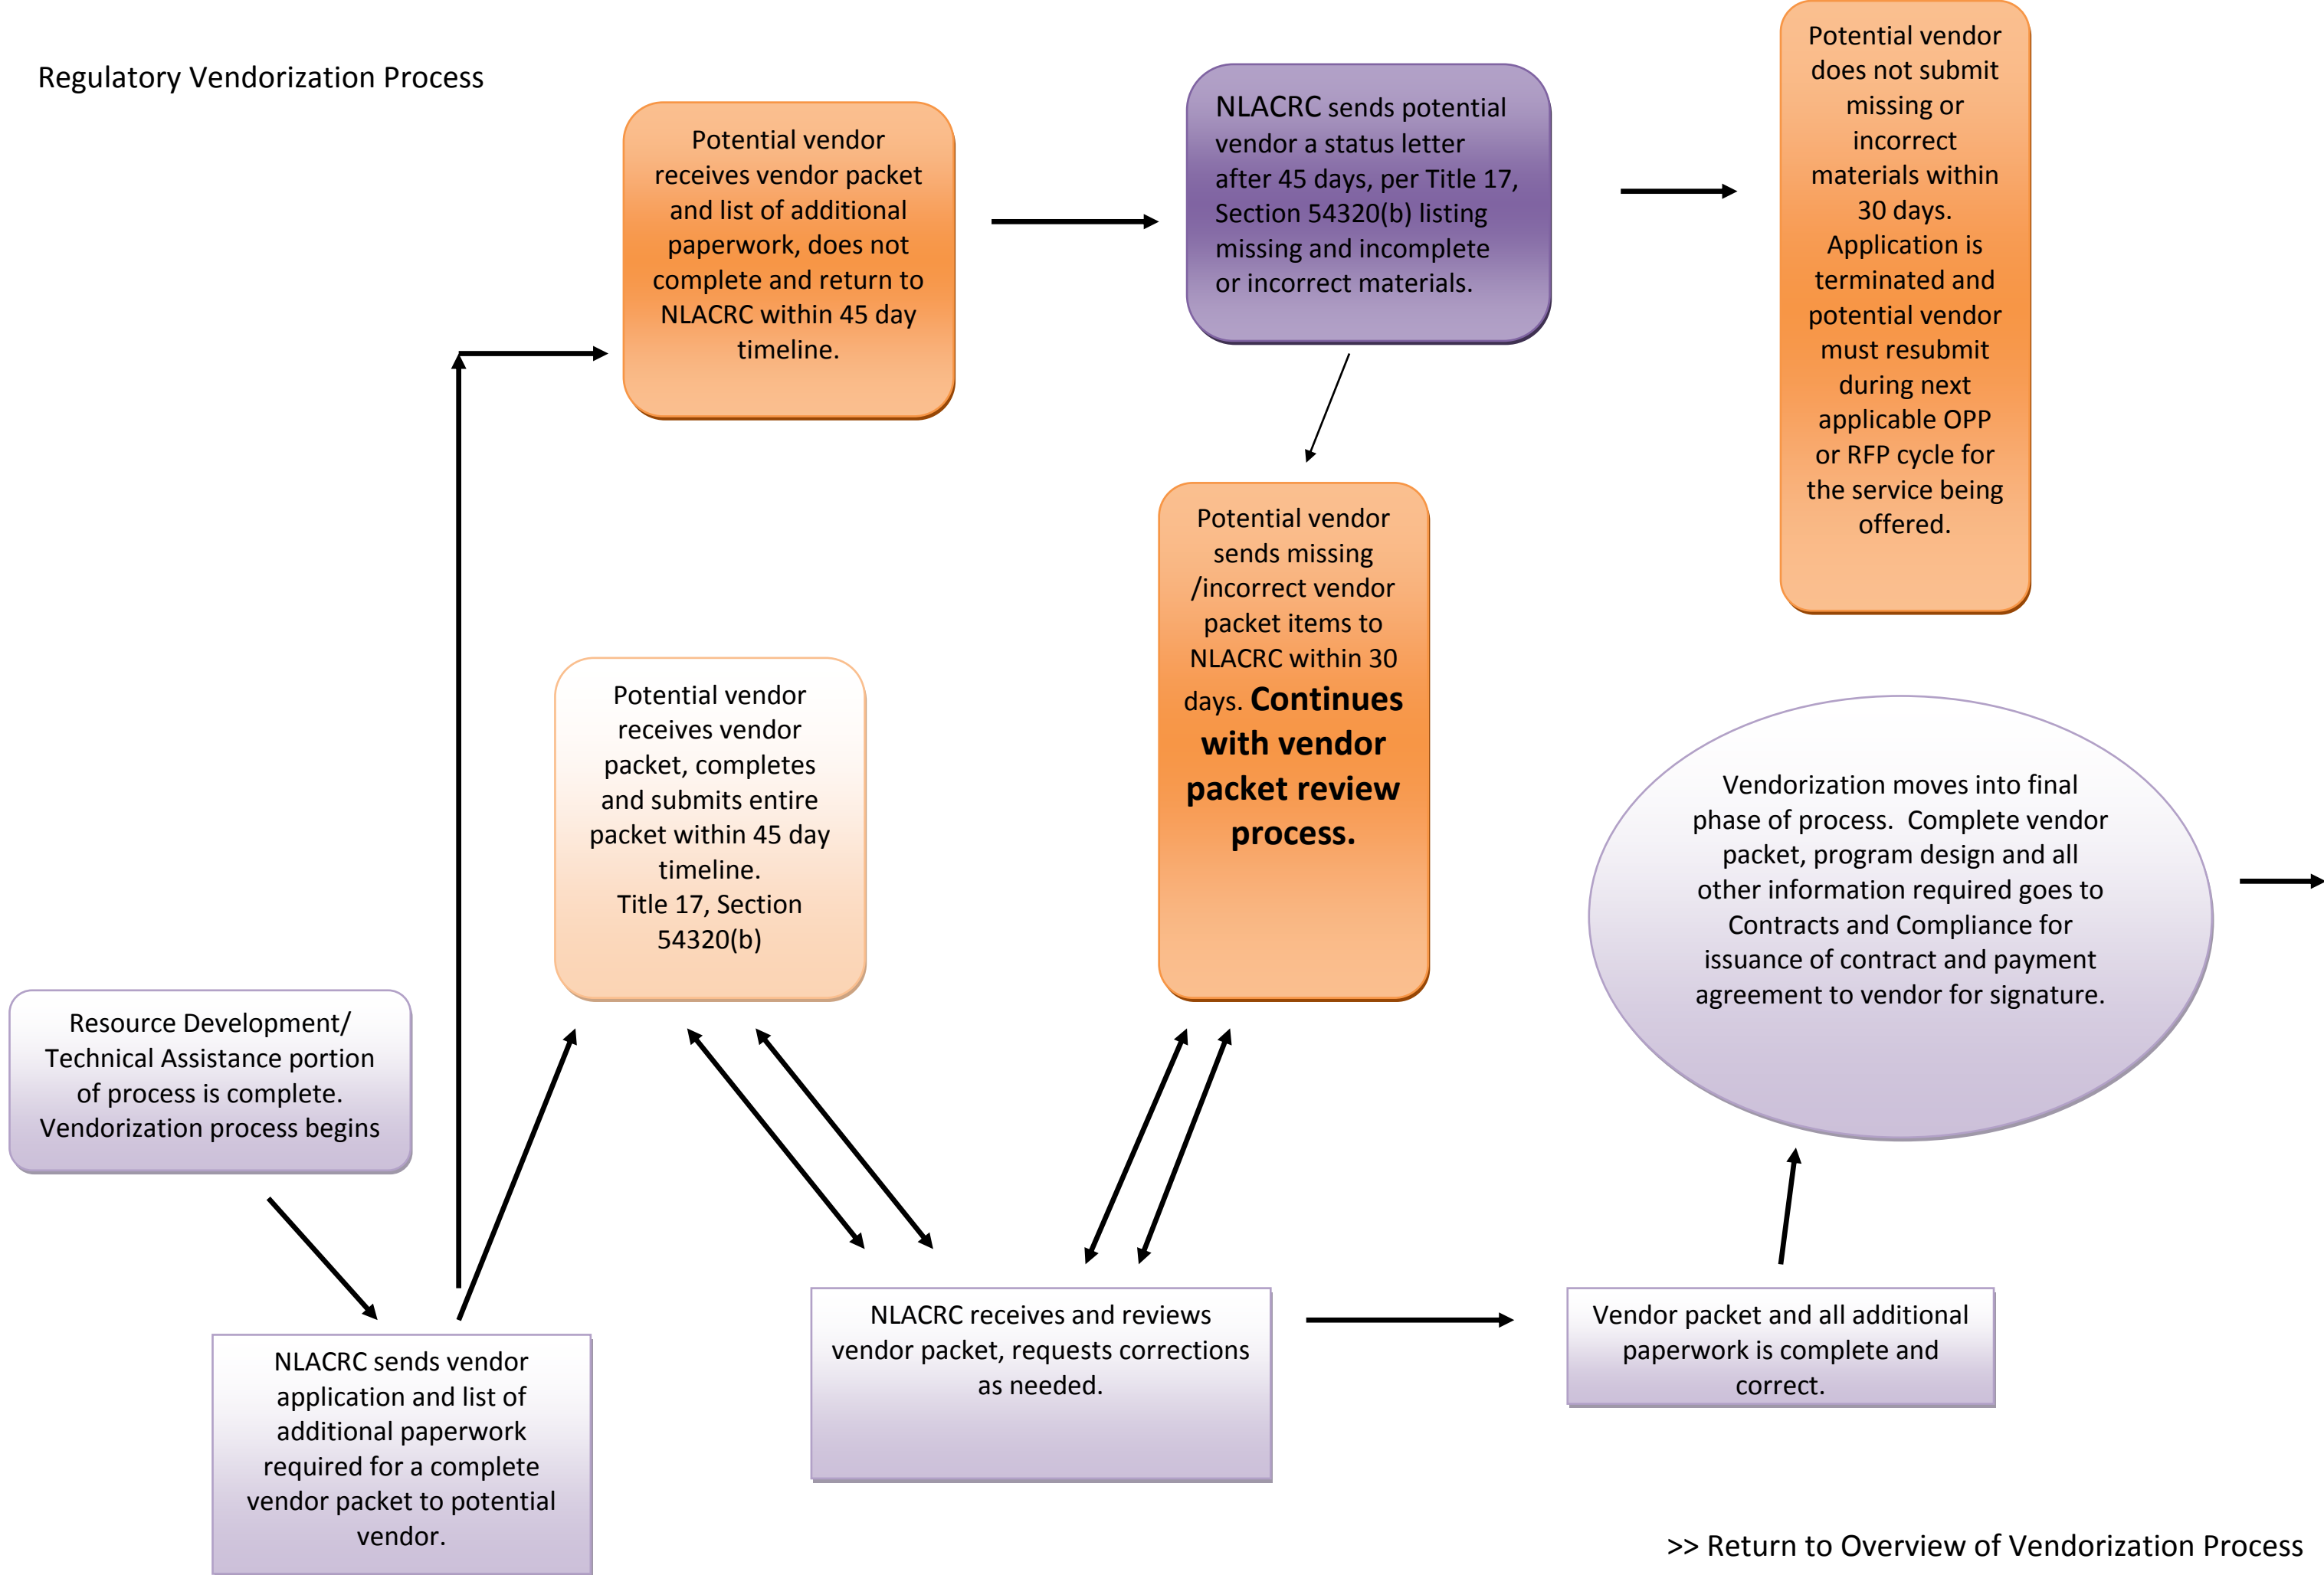 Regulatory Vendorization Process
Potential vendor
receives vendor packet
and list of additional
paperwork, does not
complete and return to
NLACRC within 45 day
timeline.
NLACRC sends potential
vendor a status letter
after 45 days, per Title 17,
Section 54320(b) listing
missing and incomplete
or incorrect materials.
Potential vendor
does not submit
missing or
incorrect
materials within
30 days.
Application is
terminated and
potential vendor
must resubmit
during next
applicable OPP
or RFP cycle for
the service being
offered.
Potential vendor
sends missing
/incorrect vendor
packet items to
NLACRC within 30
days. Continues
with vendor
packet review
process.
Potential vendor
receives vendor
packet, completes
and submits entire
packet within 45 day
timeline.
Title 17, Section
54320(b)
Vendorization moves into final
phase of process. Complete vendor
packet, program design and all
other information required goes to
Contracts and Compliance for
issuance of contract and payment
agreement to vendor for signature.
Resource Development/
Technical Assistance portion
of process is complete.
Vendorization process begins
NLACRC sends vendor
application and list of
additional paperwork
required for a complete
vendor packet to potential
vendor.
NLACRC receives and reviews
vendor packet, requests corrections
as needed.
Vendor packet and all additional
paperwork is complete and
correct.
>> Return to Overview of Vendorization Process